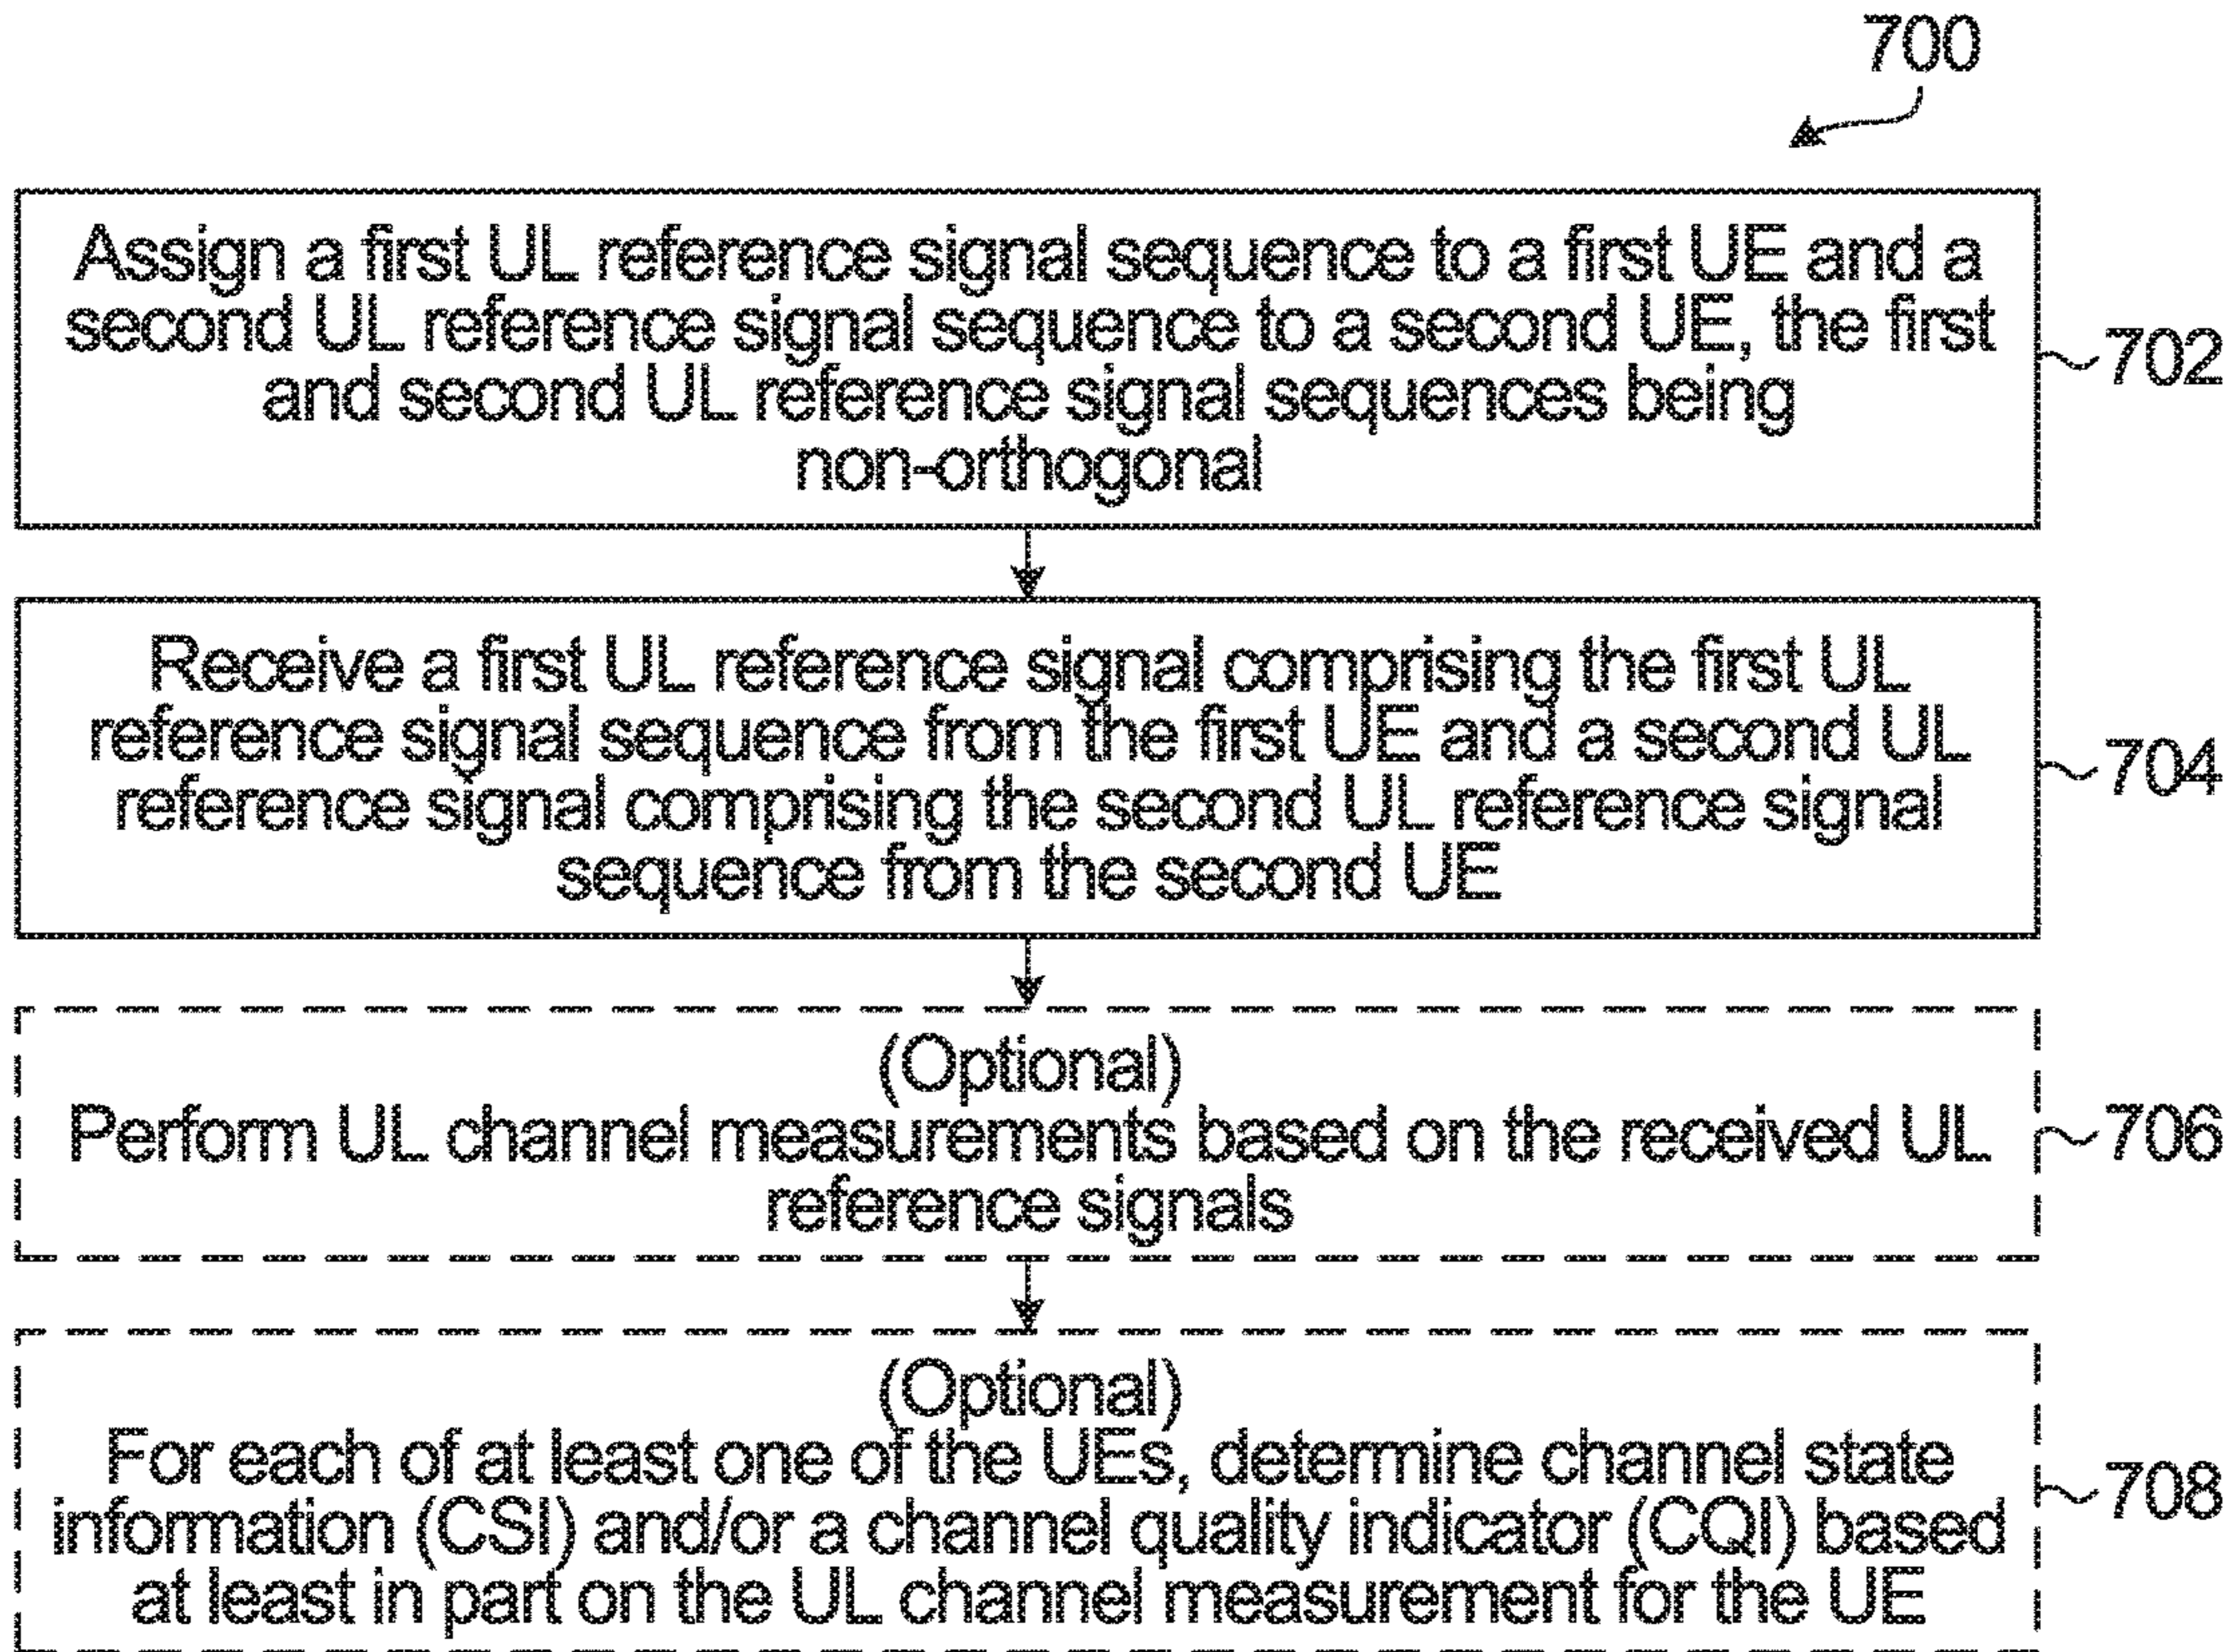 700
Assign a first UL reference signal sequence to a first UE and a
second UL reference signal sequence to a second UE, the first
and second UL reference signal sequences being
non-orthogonal
702
Receive a first UL reference signal comprising the first UL
reference signal sequence from the first UE and a second UL
reference signal comprising the second UL reference signal
sequence from the second UE
704
(Optional)
Perform UL channel measurements based on the received UL
reference signals
706
(Optional)
For each of at least one of the UEs, determine channel state
information (CSI) and/or a channel quality indicator (CQI) based
at least in part on the UL channel measurement for the UE
708